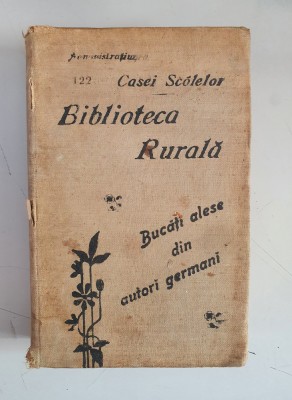 Administrațiunea
122 Casei Scólelor
Biblioteca
Rurală
Bucăți alese
din
autori germani